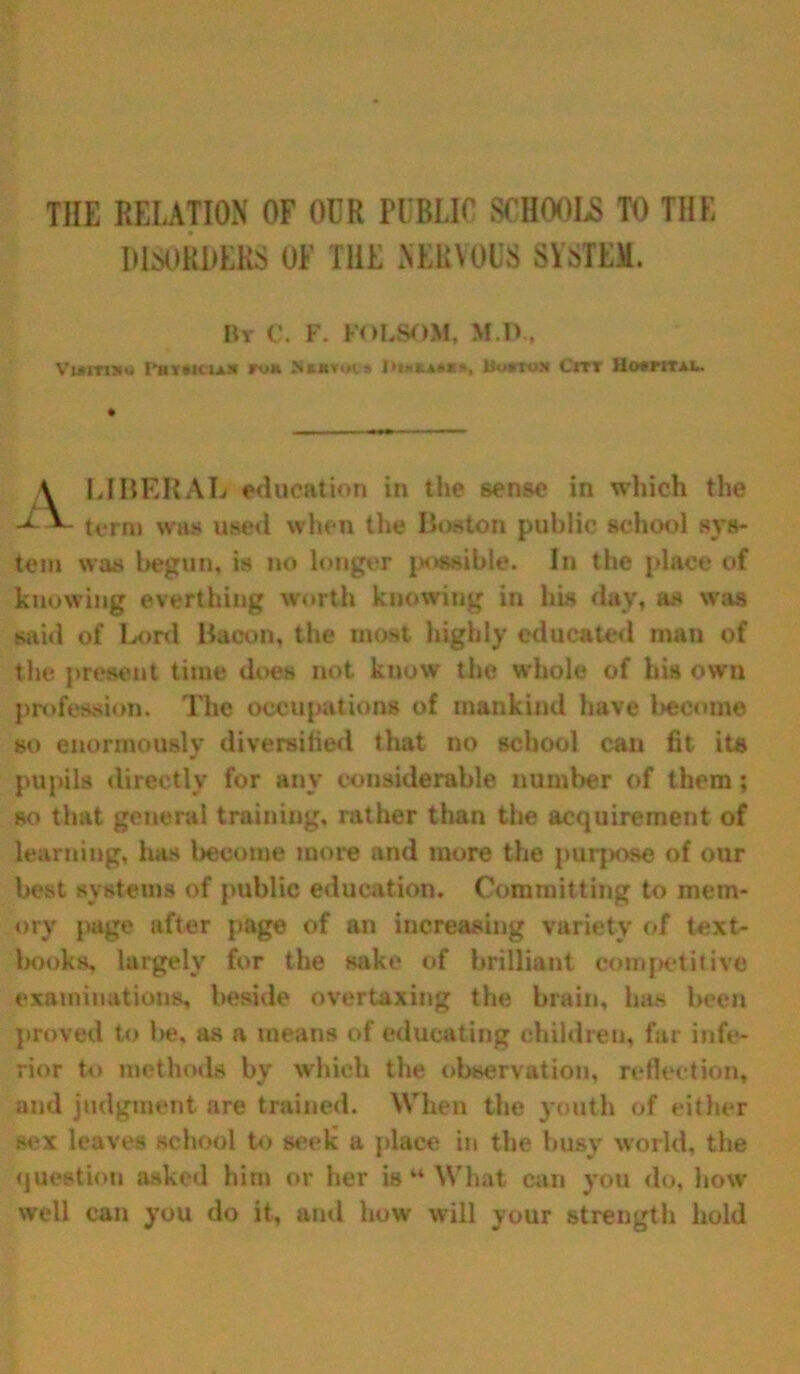 THE RELATION OF OUR PUBLIC SCHOOLS TO THE
DISORDERS OF THE NERVOUS SYSTEM.
By C. F. FOLSOM, M.D.,
Visiting Physician for Nervous Diseases, Boston City Hospital.
A LIBERAL education in the sense in which the
term was used when the Boston public school sys-
tem was begun, is no longer possible. In the place of
knowing everthing worth knowing in his day, as was
said of Lord Bacon, the most highly educated man of
the present time does not know the whole of his own
profession. The occupations of mankind have become
so enormously diversified that no school can fit its
pupils directly for any considerable number of them;
so that general training, rather than the acquirement of
learning, has become more and more the purpose of our
best systems of public education. Committing to mem-
ory page after page of an increasing variety of text-
books, largely for the sake of brilliant competitive
examinations, beside overtaxing the brain, has been
proved to be, as a means of educating children, far infe-
rior to methods by which the observation, reflection,
and judgment are trained. When the youth of either
sex leaves school to seek a place in the busy world, the
question asked him or her is “ What can you do, how
well can you do it, and how will your strength hold